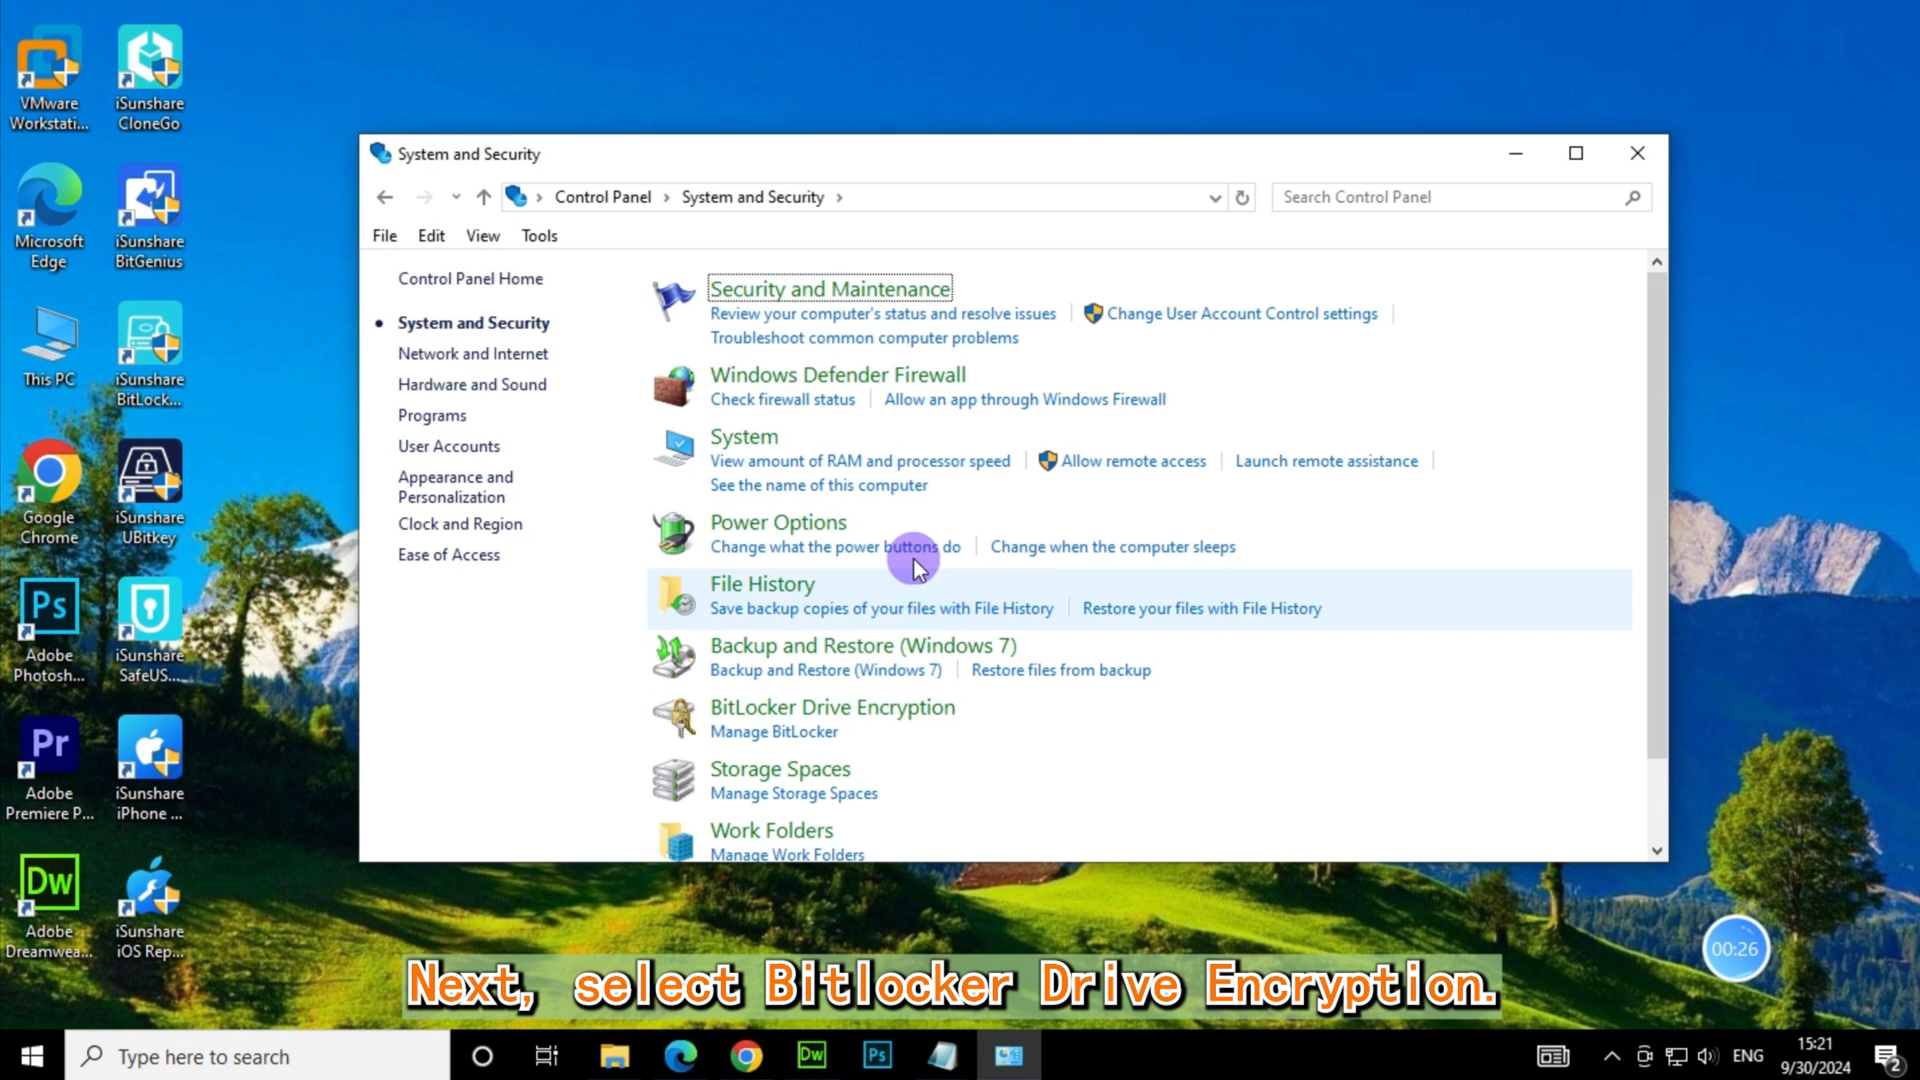 VMware
Workstati...
iSunshare
CloneGo
Microsoft
Edge
iSunshare
BitGenius
This PC
iSunshare
BitLock...
Google
Chrome
iSunshare
UBitkey
Ps
Adobe
Photosh...
iSunshare
SafeUS...
Pr
Adobe
Premiere P...
iSunshare
iPhone ...
Dw
Adobe
Dreamwea...
iSunshare
iOS Rep...
System and Security
Control Panel > System and Security >
Search Control Panel
File Edit View Tools
Control Panel Home
System and Security
Network and Internet
Hardware and Sound
Programs
User Accounts
Appearance and
Personalization
Clock and Region
Ease of Access
Security and Maintenance
Review your computer's status and resolve issues | Change User Account Control settings |
Troubleshoot common computer problems
Windows Defender Firewall
Check firewall status | Allow an app through Windows Firewall
System
View amount of RAM and processor speed | Allow remote access | Launch remote assistance |
See the name of this computer
Power Options
Change what the power buttons do | Change when the computer sleeps
File History
Save backup copies of your files with File History | Restore your files with File History
Backup and Restore (Windows 7)
Backup and Restore (Windows 7) | Restore files from backup
BitLocker Drive Encryption
Manage BitLocker
Storage Spaces
Manage Storage Spaces
Work Folders
Manage Work Folders
00:26
Next, select Bitlocker Drive Encryption.
Type here to search
Dw
Ps
ENG
15:21
9/30/2024
2